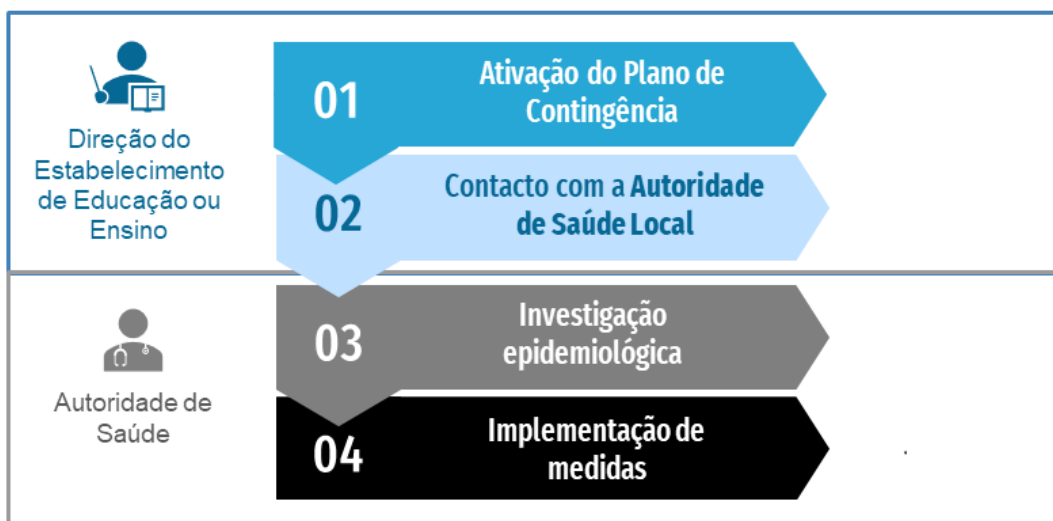 Direção do
Estabelecimento
de Educação ou
Ensino
01
Ativação do Plano de
Contingência
02
Contacto com a Autoridade
de Saúde Local
Autoridade de
Saúde
03
Investigação
epidemiológica
04
Implementação de
medidas